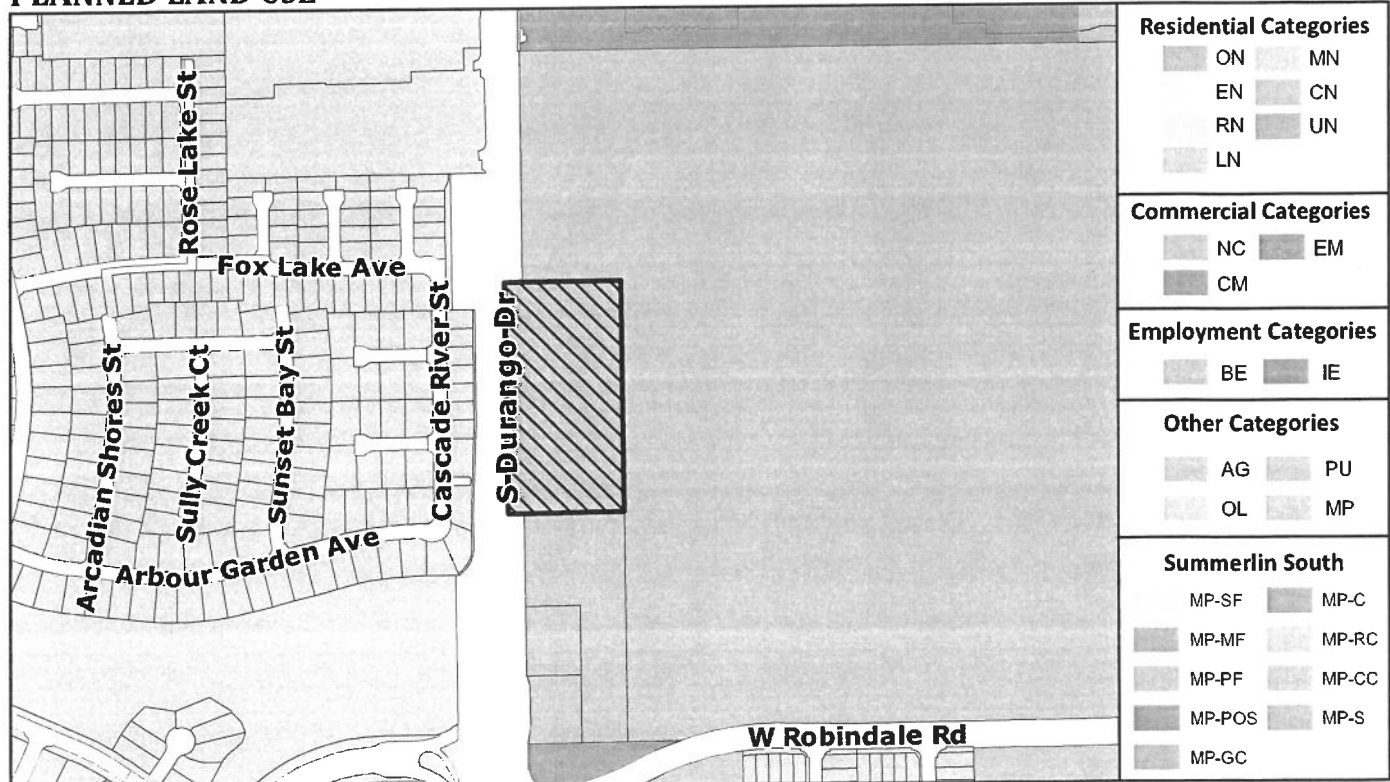 PLANNED LAND USE
Rose Lake St
Fox Lake Ave
Cascade River St
S Durango Dr
Arcadian Shores St
Sully Creek Ct
Sunset Bay St
Arbour Garden Ave
W Robindale Rd
Residential Categories
ON MN
EN CN
RN UN
LN
Commercial Categories
NC EM
CM
Employment Categories
BE IE
Other Categories
AG PU
OL MP
Summerlin South
MP-SF MP-C
MP-MF MP-RC
MP-PF MP-CC
MP-POS MP-S
MP-GC